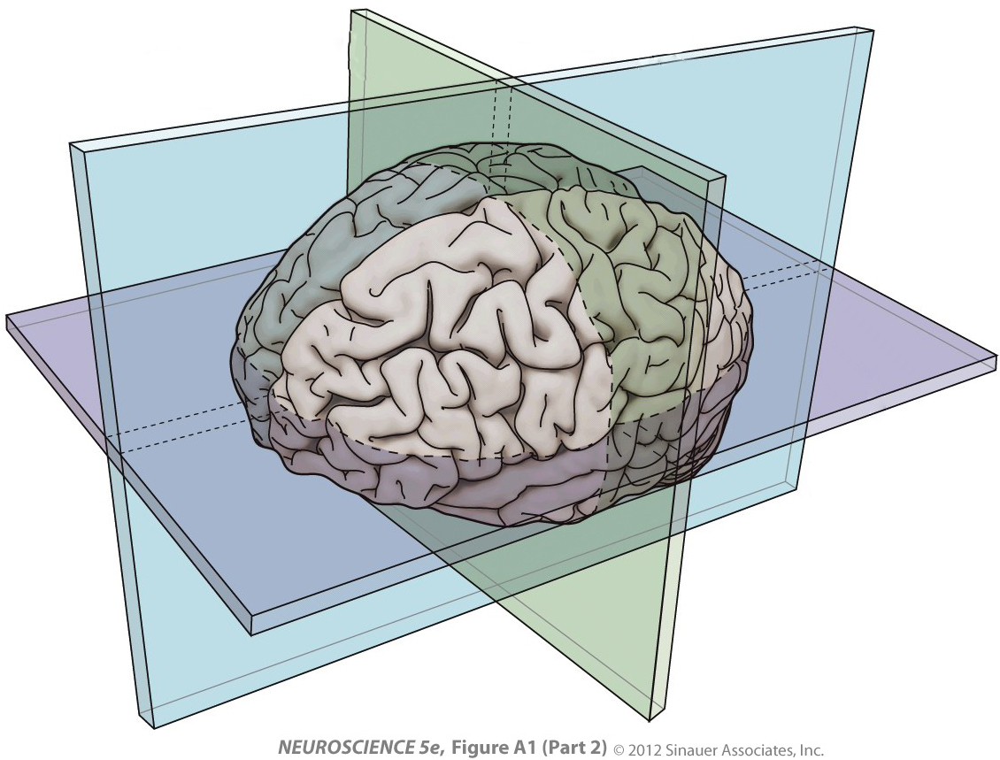 NEUROSCIENCE 5e, Figure A1 (Part 2) © 2012 Sinauer Associates, Inc.